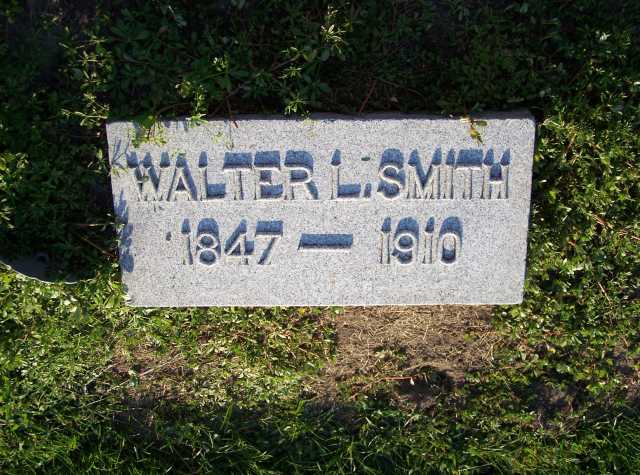 WALTER L. SMITH
1847 — 1910